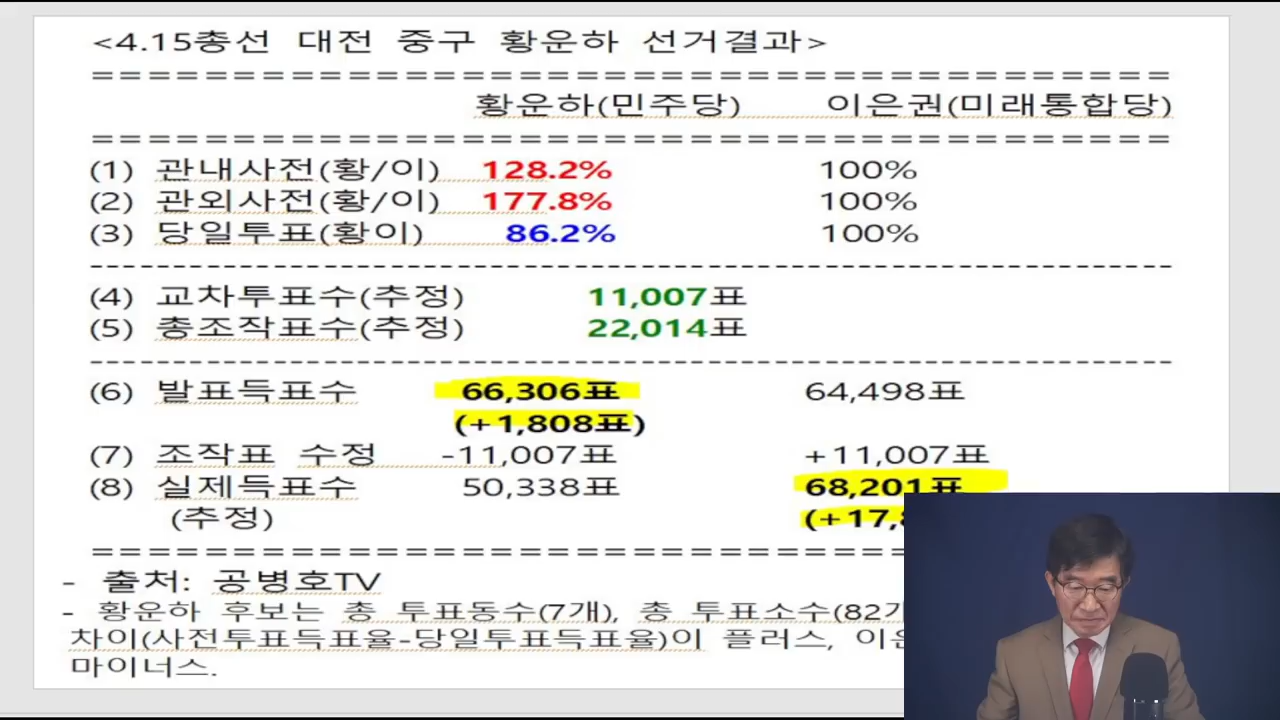 <4.15총선 대전 중구 황운하 선거결과>
======================================
황운하(민주당) 이은권(미래통합당)
======================================
(1) 관내사전(황/이) 128.2% 100%
(2) 관외사전(황/이) 177.8% 100%
(3) 당일투표(황이) 86.2% 100%
(4) 교차투표수(추정) 11,007표
(5) 총조작표수(추정) 22,014표
(6) 발표득표수 66,306표 64,498표
(+1,808표)
(7) 조작표 수정 -11,007표 +11,007표
(8) 실제득표수 50,338표 68,201표
(추정) (+17,
- 출처: 공병호TV
- 황운하 후보는 총 투표동수(7개), 총 투표소수(82
차이(사전투표득표율-당일투표득표율)이 플러스, 이은
마이너스.